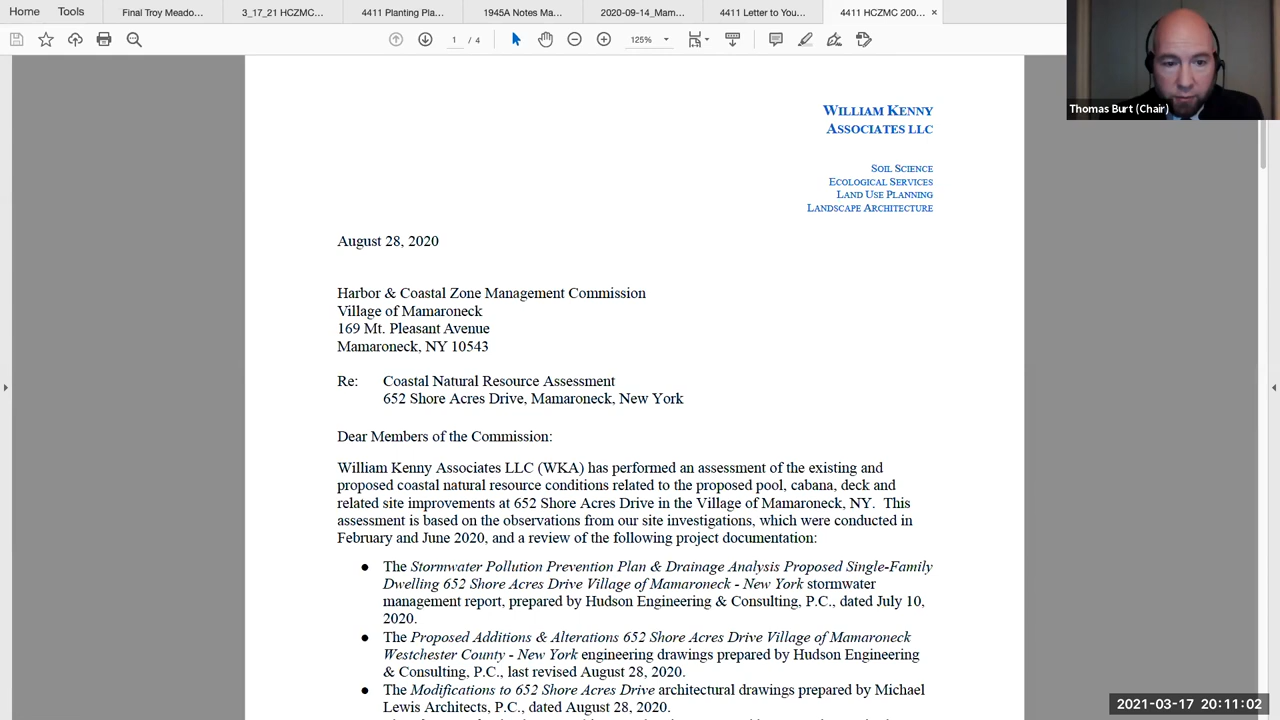 Home
Tools
Final Troy Meado...
3_17_21 HCZMC...
4411 Planting Pla...
1945A Notes Ma...
2020-09-14_Mam...
4411 Letter to You...
4411 HCZMC 200... ×
1 / 4
125%
Thomas Burt (Chair)
WILLIAM KENNY
ASSOCIATES LLC
SOIL SCIENCE
ECOLOGICAL SERVICES
LAND USE PLANNING
LANDSCAPE ARCHITECTURE
August 28, 2020
Harbor & Coastal Zone Management Commission
Village of Mamaroneck
169 Mt. Pleasant Avenue
Mamaroneck, NY 10543
Re: Coastal Natural Resource Assessment
652 Shore Acres Drive, Mamaroneck, New York
Dear Members of the Commission:
William Kenny Associates LLC (WKA) has performed an assessment of the existing and
proposed coastal natural resource conditions related to the proposed pool, cabana, deck and
related site improvements at 652 Shore Acres Drive in the Village of Mamaroneck, NY. This
assessment is based on the observations from our site investigations, which were conducted in
February and June 2020, and a review of the following project documentation:
● The Stormwater Pollution Prevention Plan & Drainage Analysis Proposed Single-Family
Dwelling 652 Shore Acres Drive Village of Mamaroneck - New York stormwater
management report, prepared by Hudson Engineering & Consulting, P.C., dated July 10,
2020.
● The Proposed Additions & Alterations 652 Shore Acres Drive Village of Mamaroneck
Westchester County - New York engineering drawings prepared by Hudson Engineering
& Consulting, P.C., last revised August 28, 2020.
● The Modifications to 652 Shore Acres Drive architectural drawings prepared by Michael
Lewis Architects, P.C., dated August 28, 2020.
2021-03-17 20:11:02